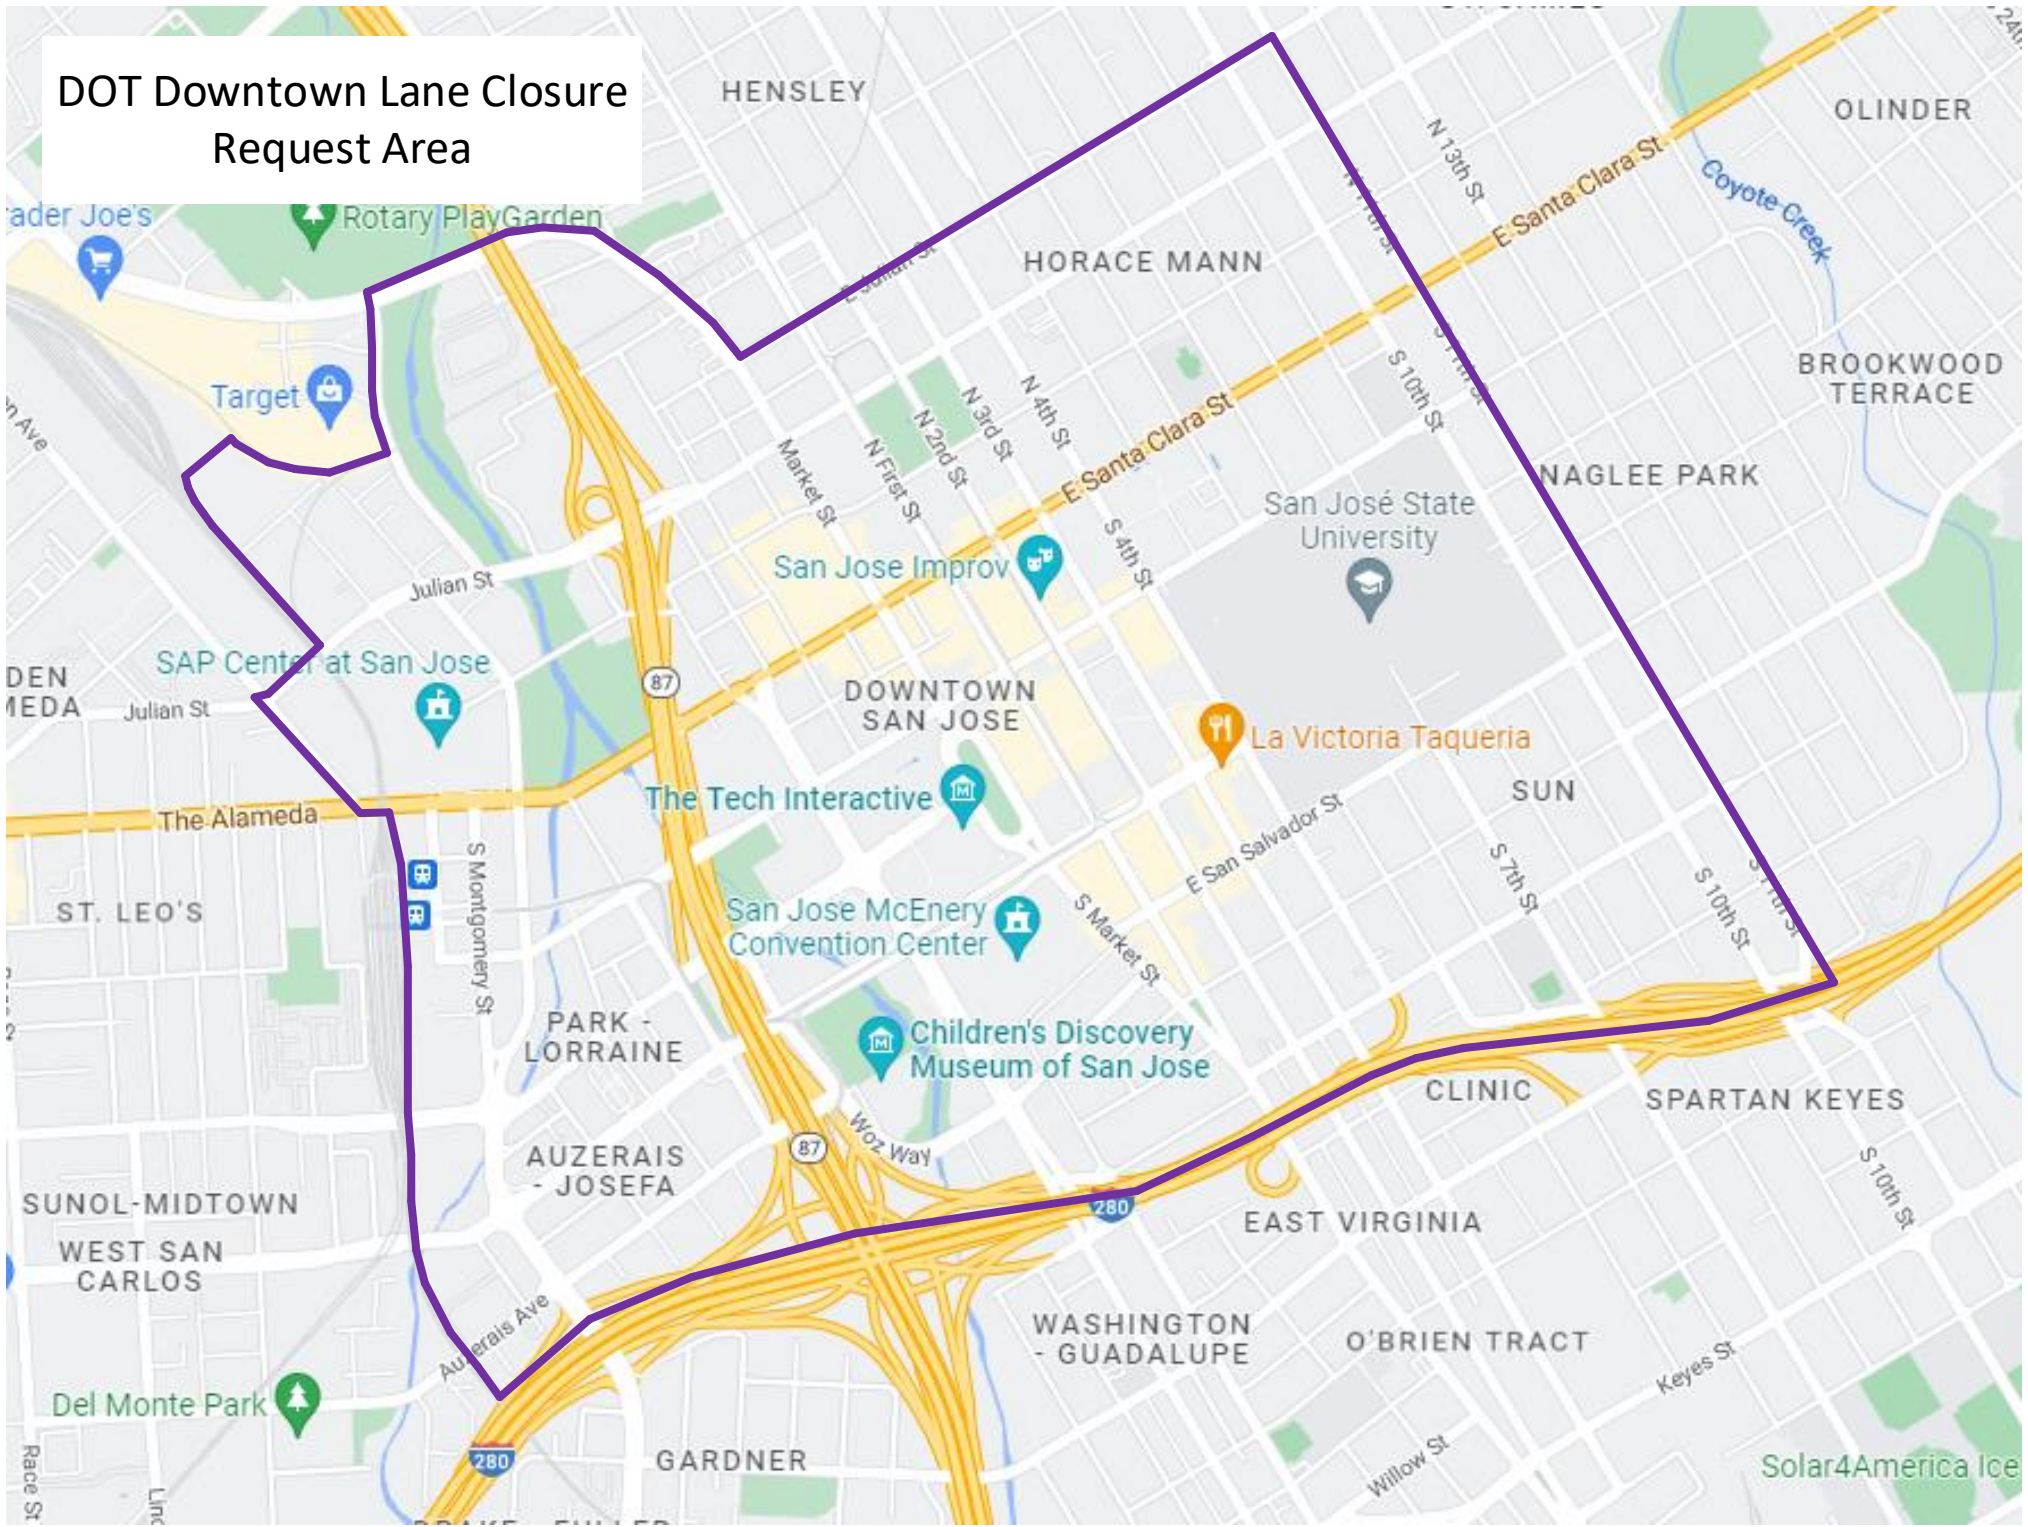 DOT Downtown Lane Closure
Request Area
HENSLEY
OLINDER
N 13th St
E Santa Clara St
Coyote Creek
ader Joe's
Rotary PlayGarden
N 11th St
E Julian St
HORACE MANN
Target
S 11th St
S 10th St
BROOKWOOD
TERRACE
N 4th St
N 3rd St
N 2nd St
N First St
Market St
E Santa Clara St
NAGLEE PARK
San José State
University
San Jose Improv
S 4th St
Julian St
SAP Center at San Jose
87
DOWNTOWN
SAN JOSE
Julian St
La Victoria Taqueria
The Tech Interactive
SUN
The Alameda
E San Salvador St
S Montgomery St
S 7th St
S 10th St
S 11th St
ST. LEO'S
San Jose McEnery
Convention Center
S Market St
PARK -
LORRAINE
Children's Discovery
Museum of San Jose
CLINIC
SPARTAN KEYES
Woz Way
87
AUZERAIS
- JOSEFA
S 10th St
SUNOL-MIDTOWN
280
EAST VIRGINIA
WEST SAN
CARLOS
Auzerais Ave
WASHINGTON
- GUADALUPE
O'BRIEN TRACT
Keyes St
Del Monte Park
Race St
280
GARDNER
Willow St
Solar4America Ice